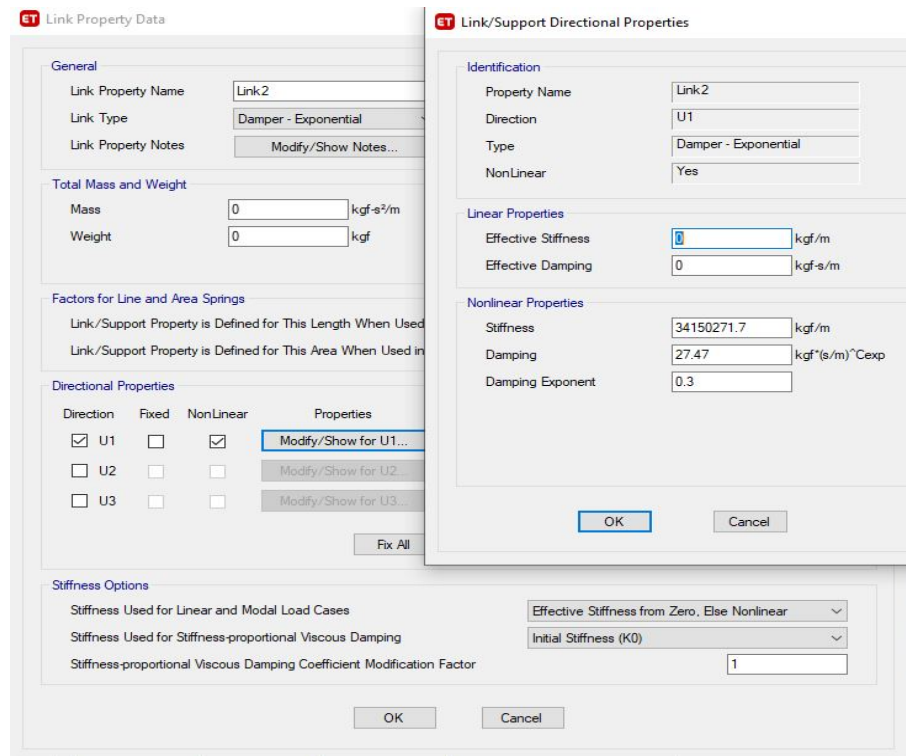 ET Link Property Data
General
Link Property Name Link2
Link Type Damper - Exponential
Link Property Notes Modify/Show Notes...
Total Mass and Weight
Mass 0 kgf-s²/m
Weight 0 kgf
Factors for Line and Area Springs
Link/Support Property is Defined for This Length When Used
Link/Support Property is Defined for This Area When Used in
Directional Properties
Direction Fixed NonLinear Properties
U1 Modify/Show for U1...
U2 Modify/Show for U2...
U3 Modify/Show for U3...
Fix All
Stiffness Options
Stiffness Used for Linear and Modal Load Cases Effective Stiffness from Zero, Else Nonlinear
Stiffness Used for Stiffness-proportional Viscous Damping Initial Stiffness (K0)
Stiffness-proportional Viscous Damping Coefficient Modification Factor 1
OK Cancel
ET Link/Support Directional Properties
Identification
Property Name Link2
Direction U1
Type Damper - Exponential
NonLinear Yes
Linear Properties
Effective Stiffness 0 kgf/m
Effective Damping 0 kgf-s/m
Nonlinear Properties
Stiffness 34150271.7 kgf/m
Damping 27.47 kgf*(s/m)^Cexp
Damping Exponent 0.3
OK Cancel